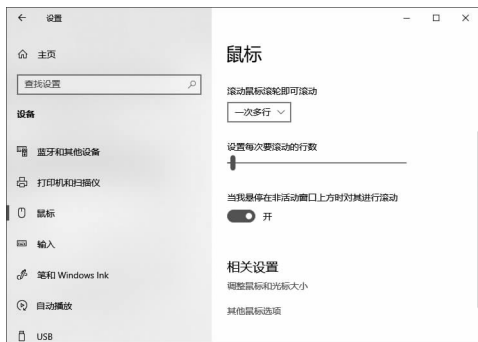 设置
主页
查找设置
设备
蓝牙和其他设备
打印机和扫描仪
鼠标
输入
笔和 Windows Ink
自动播放
USB
鼠标
滚动鼠标滚轮即可滚动
一次多行
设置每次要滚动的行数
当我悬停在非活动窗口上方时对其进行滚动
开
相关设置
调整鼠标和光标大小
其他鼠标选项